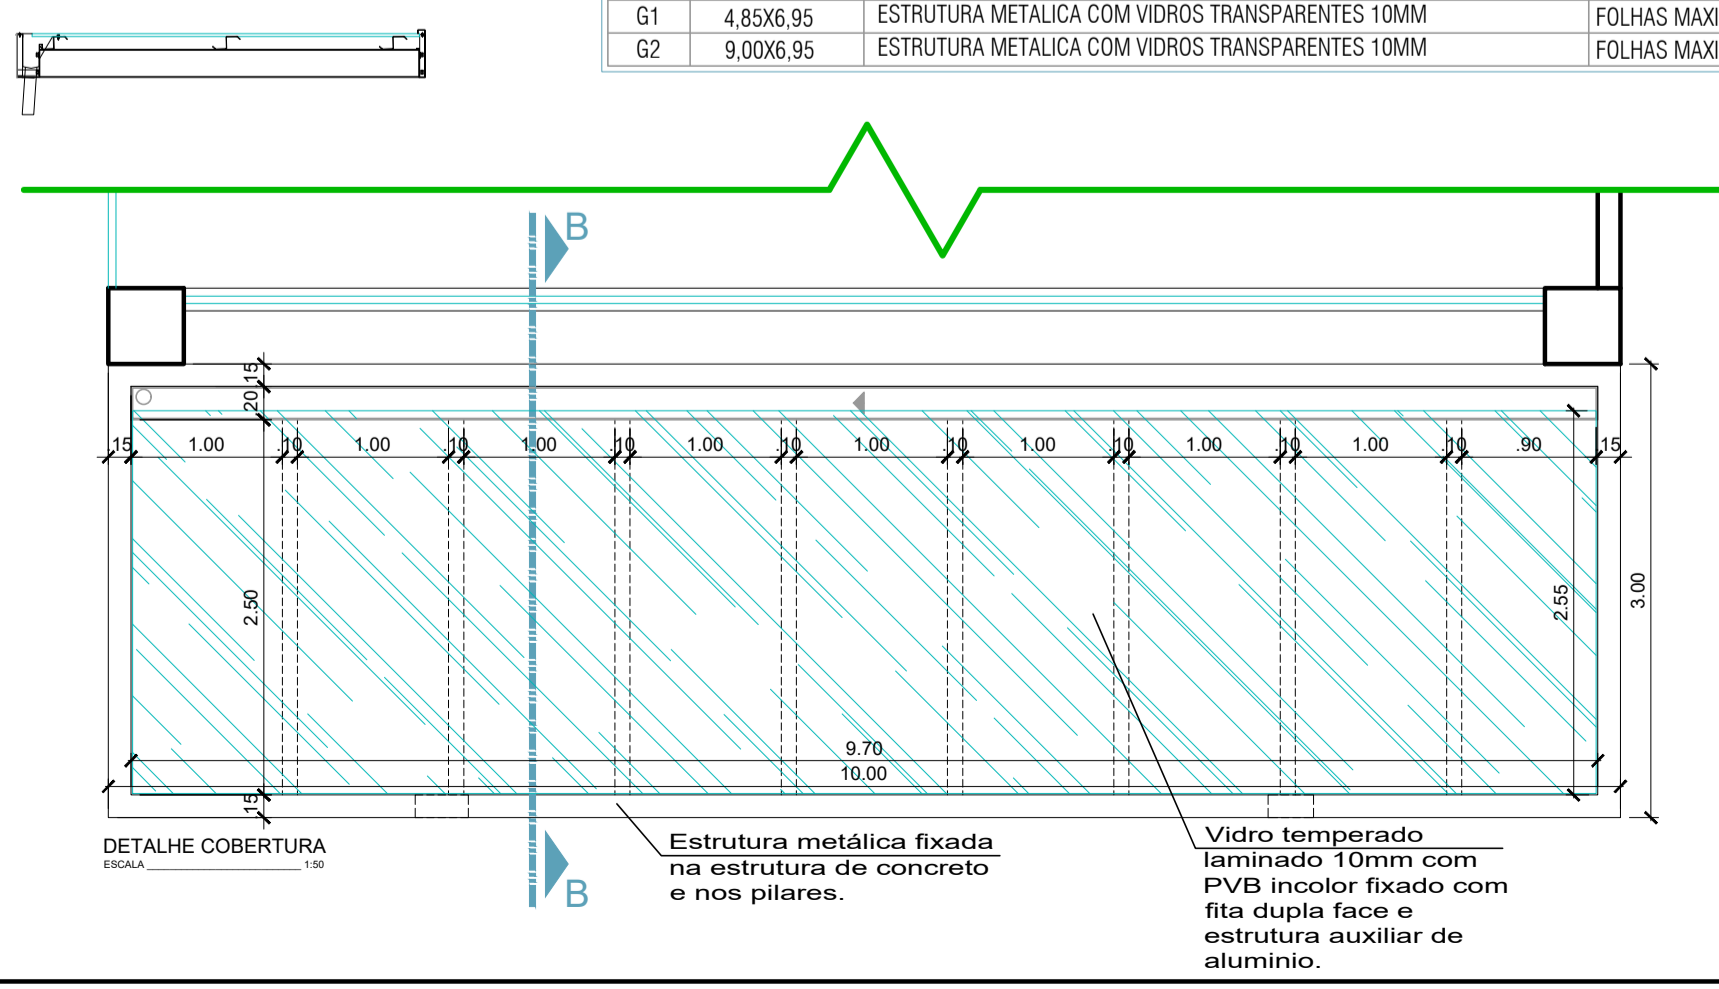 G1 4,85X6,95 ESTRUTURA METALICA COM VIDROS TRANSPARENTES 10MM FOLHAS MAXI
G2 9,00X6,95 ESTRUTURA METALICA COM VIDROS TRANSPARENTES 10MM FOLHAS MAXI
B
.15
.20
.15 1.00 .10 1.00 .10 1.00 .10 1.00 .10 1.00 .10 1.00 .10 1.00 .10 1.00 .10 .90 .15
2.50
2.55
3.00
9.70
10.00
.15
DETALHE COBERTURA
ESCALA 1:50
B
Estrutura metálica fixada
na estrutura de concreto
e nos pilares.
Vidro temperado
laminado 10mm com
PVB incolor fixado com
fita dupla face e
estrutura auxiliar de
aluminio.